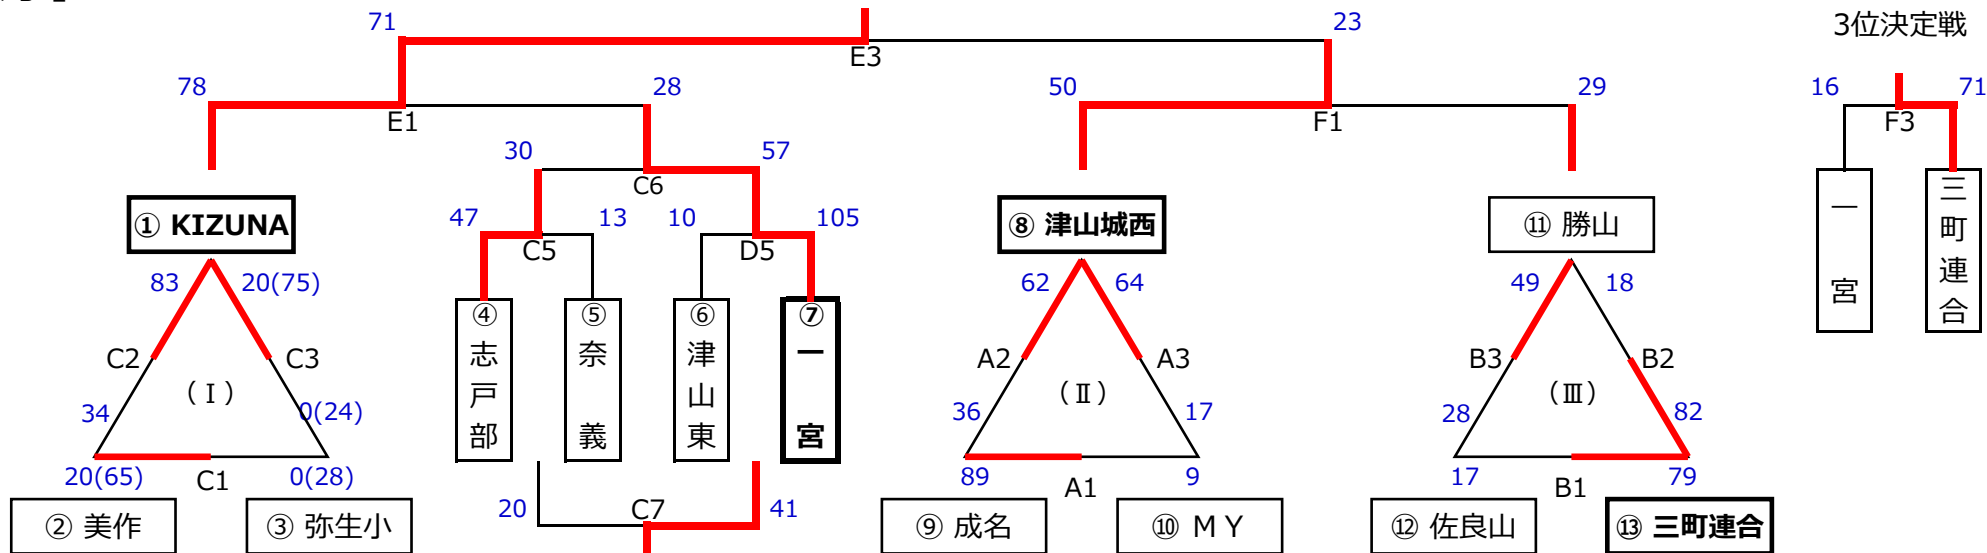 71
23
3位決定戦
E3
78
28
50
29
16
71
E1
F1
F3
30
57
C6
一宮
三町連合
① KIZUNA
47
13
10
105
⑧ 津山城西
⑪ 勝山
C5
D5
83
20(75)
62
64
49
18
④志戸部
⑤奈義
⑥津山東
⑦一宮
C2
C3
A2
A3
B3
B2
(Ⅰ)
(Ⅱ)
(Ⅲ)
34
0(24)
36
17
28
82
20(65)
C1
0(28)
89
A1
9
17
B1
79
20
C7
41
② 美作
③ 弥生小
⑨ 成名
⑩ M Y
⑫ 佐良山
⑬ 三町連合